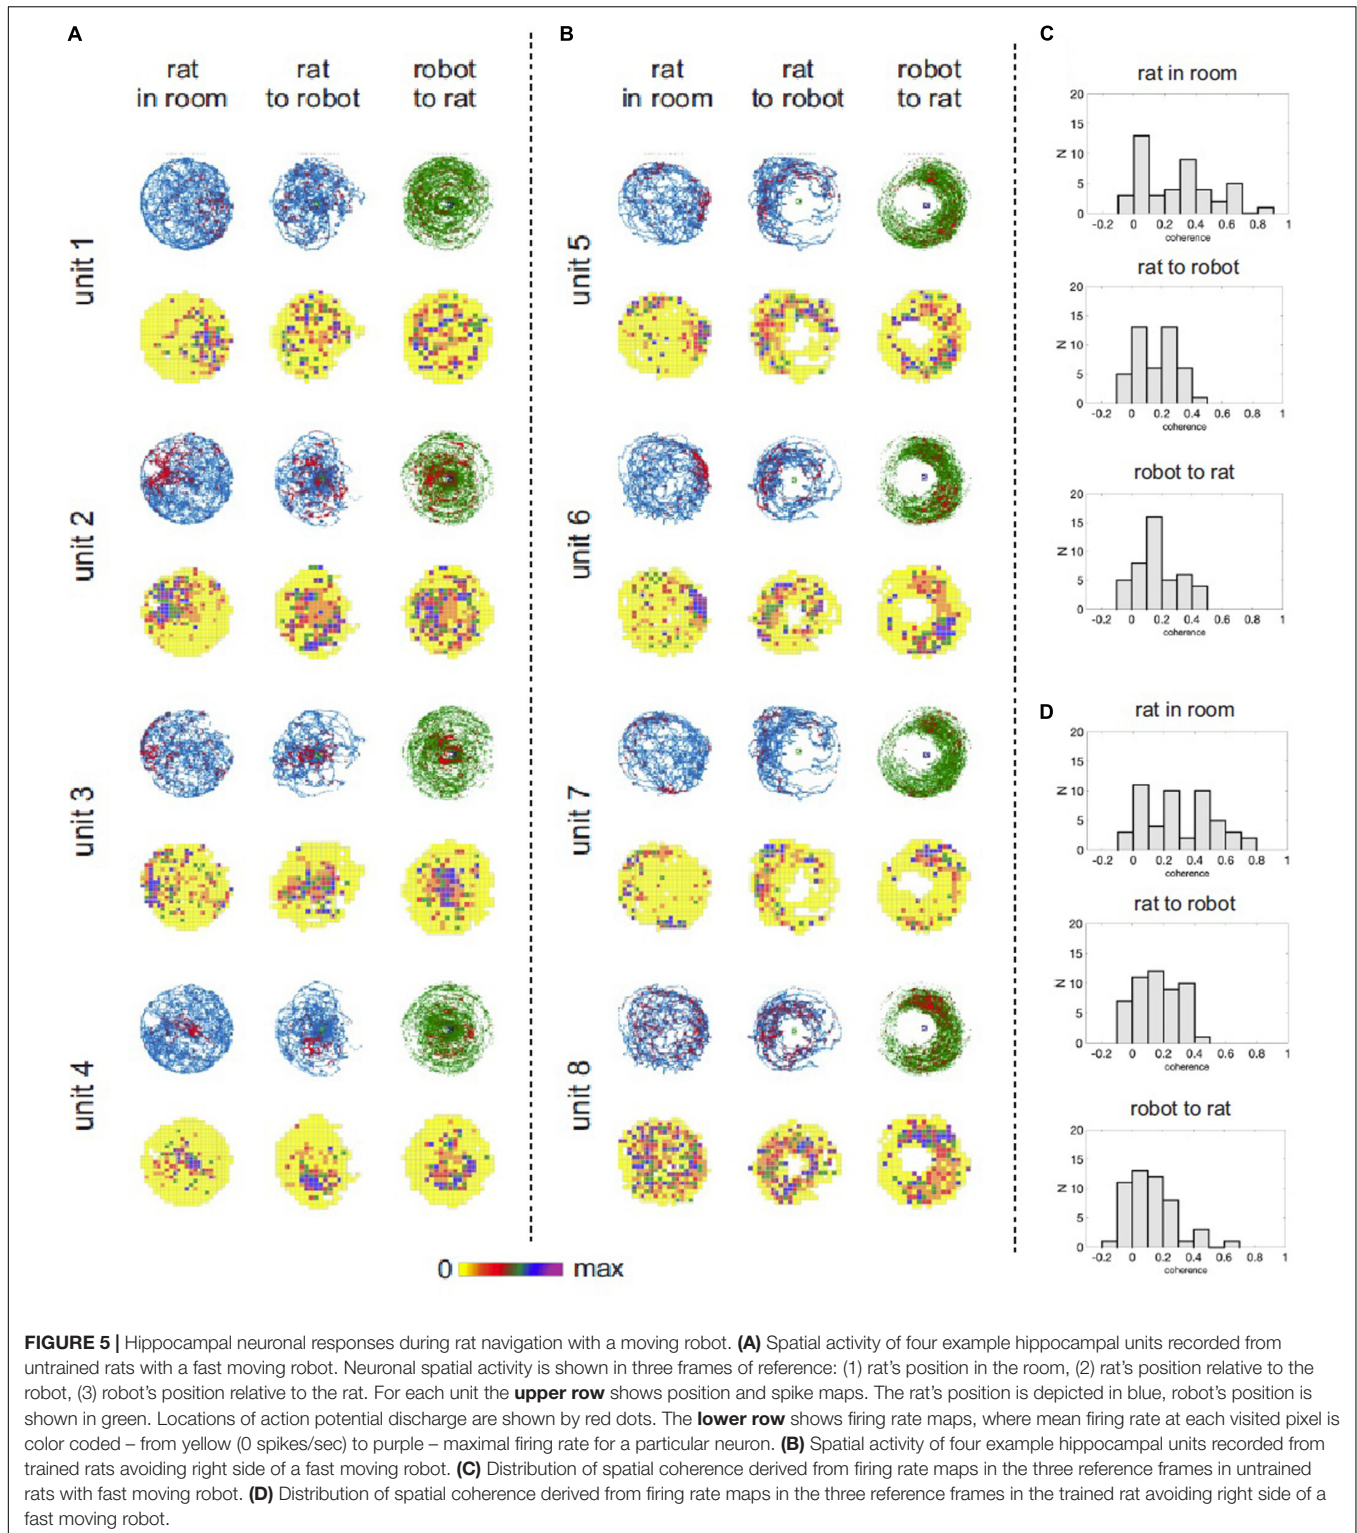 A
rat
in room
rat
to robot
robot
to rat
unit 1
unit 2
unit 3
unit 4
B
rat
in room
rat
to robot
robot
to rat
unit 5
unit 6
unit 7
unit 8
0 max
C
rat in room
20
15
10
5
0
N
-0.2 0 0.2 0.4 0.6 0.8 1
coherence
rat to robot
20
15
10
5
0
N
-0.2 0 0.2 0.4 0.6 0.8 1
coherence
robot to rat
20
15
10
5
0
N
-0.2 0 0.2 0.4 0.6 0.8 1
coherence
D
rat in room
20
15
10
5
0
N
-0.2 0 0.2 0.4 0.6 0.8 1
coherence
rat to robot
20
15
10
5
0
N
-0.2 0 0.2 0.4 0.6 0.8 1
coherence
robot to rat
20
15
10
5
0
N
-0.2 0 0.2 0.4 0.6 0.8 1
coherence
FIGURE 5 | Hippocampal neuronal responses during rat navigation with a moving robot. (A) Spatial activity of four example hippocampal units recorded from
untrained rats with a fast moving robot. Neuronal spatial activity is shown in three frames of reference: (1) rat's position in the room, (2) rat's position relative to the
robot, (3) robot's position relative to the rat. For each unit the upper row shows position and spike maps. The rat's position is depicted in blue, robot's position is
shown in green. Locations of action potential discharge are shown by red dots. The lower row shows firing rate maps, where mean firing rate at each visited pixel is
color coded – from yellow (0 spikes/sec) to purple – maximal firing rate for a particular neuron. (B) Spatial activity of four example hippocampal units recorded from
trained rats avoiding right side of a fast moving robot. (C) Distribution of spatial coherence derived from firing rate maps in the three reference frames in untrained
rats with fast moving robot. (D) Distribution of spatial coherence derived from firing rate maps in the three reference frames in the trained rat avoiding right side of a
fast moving robot.